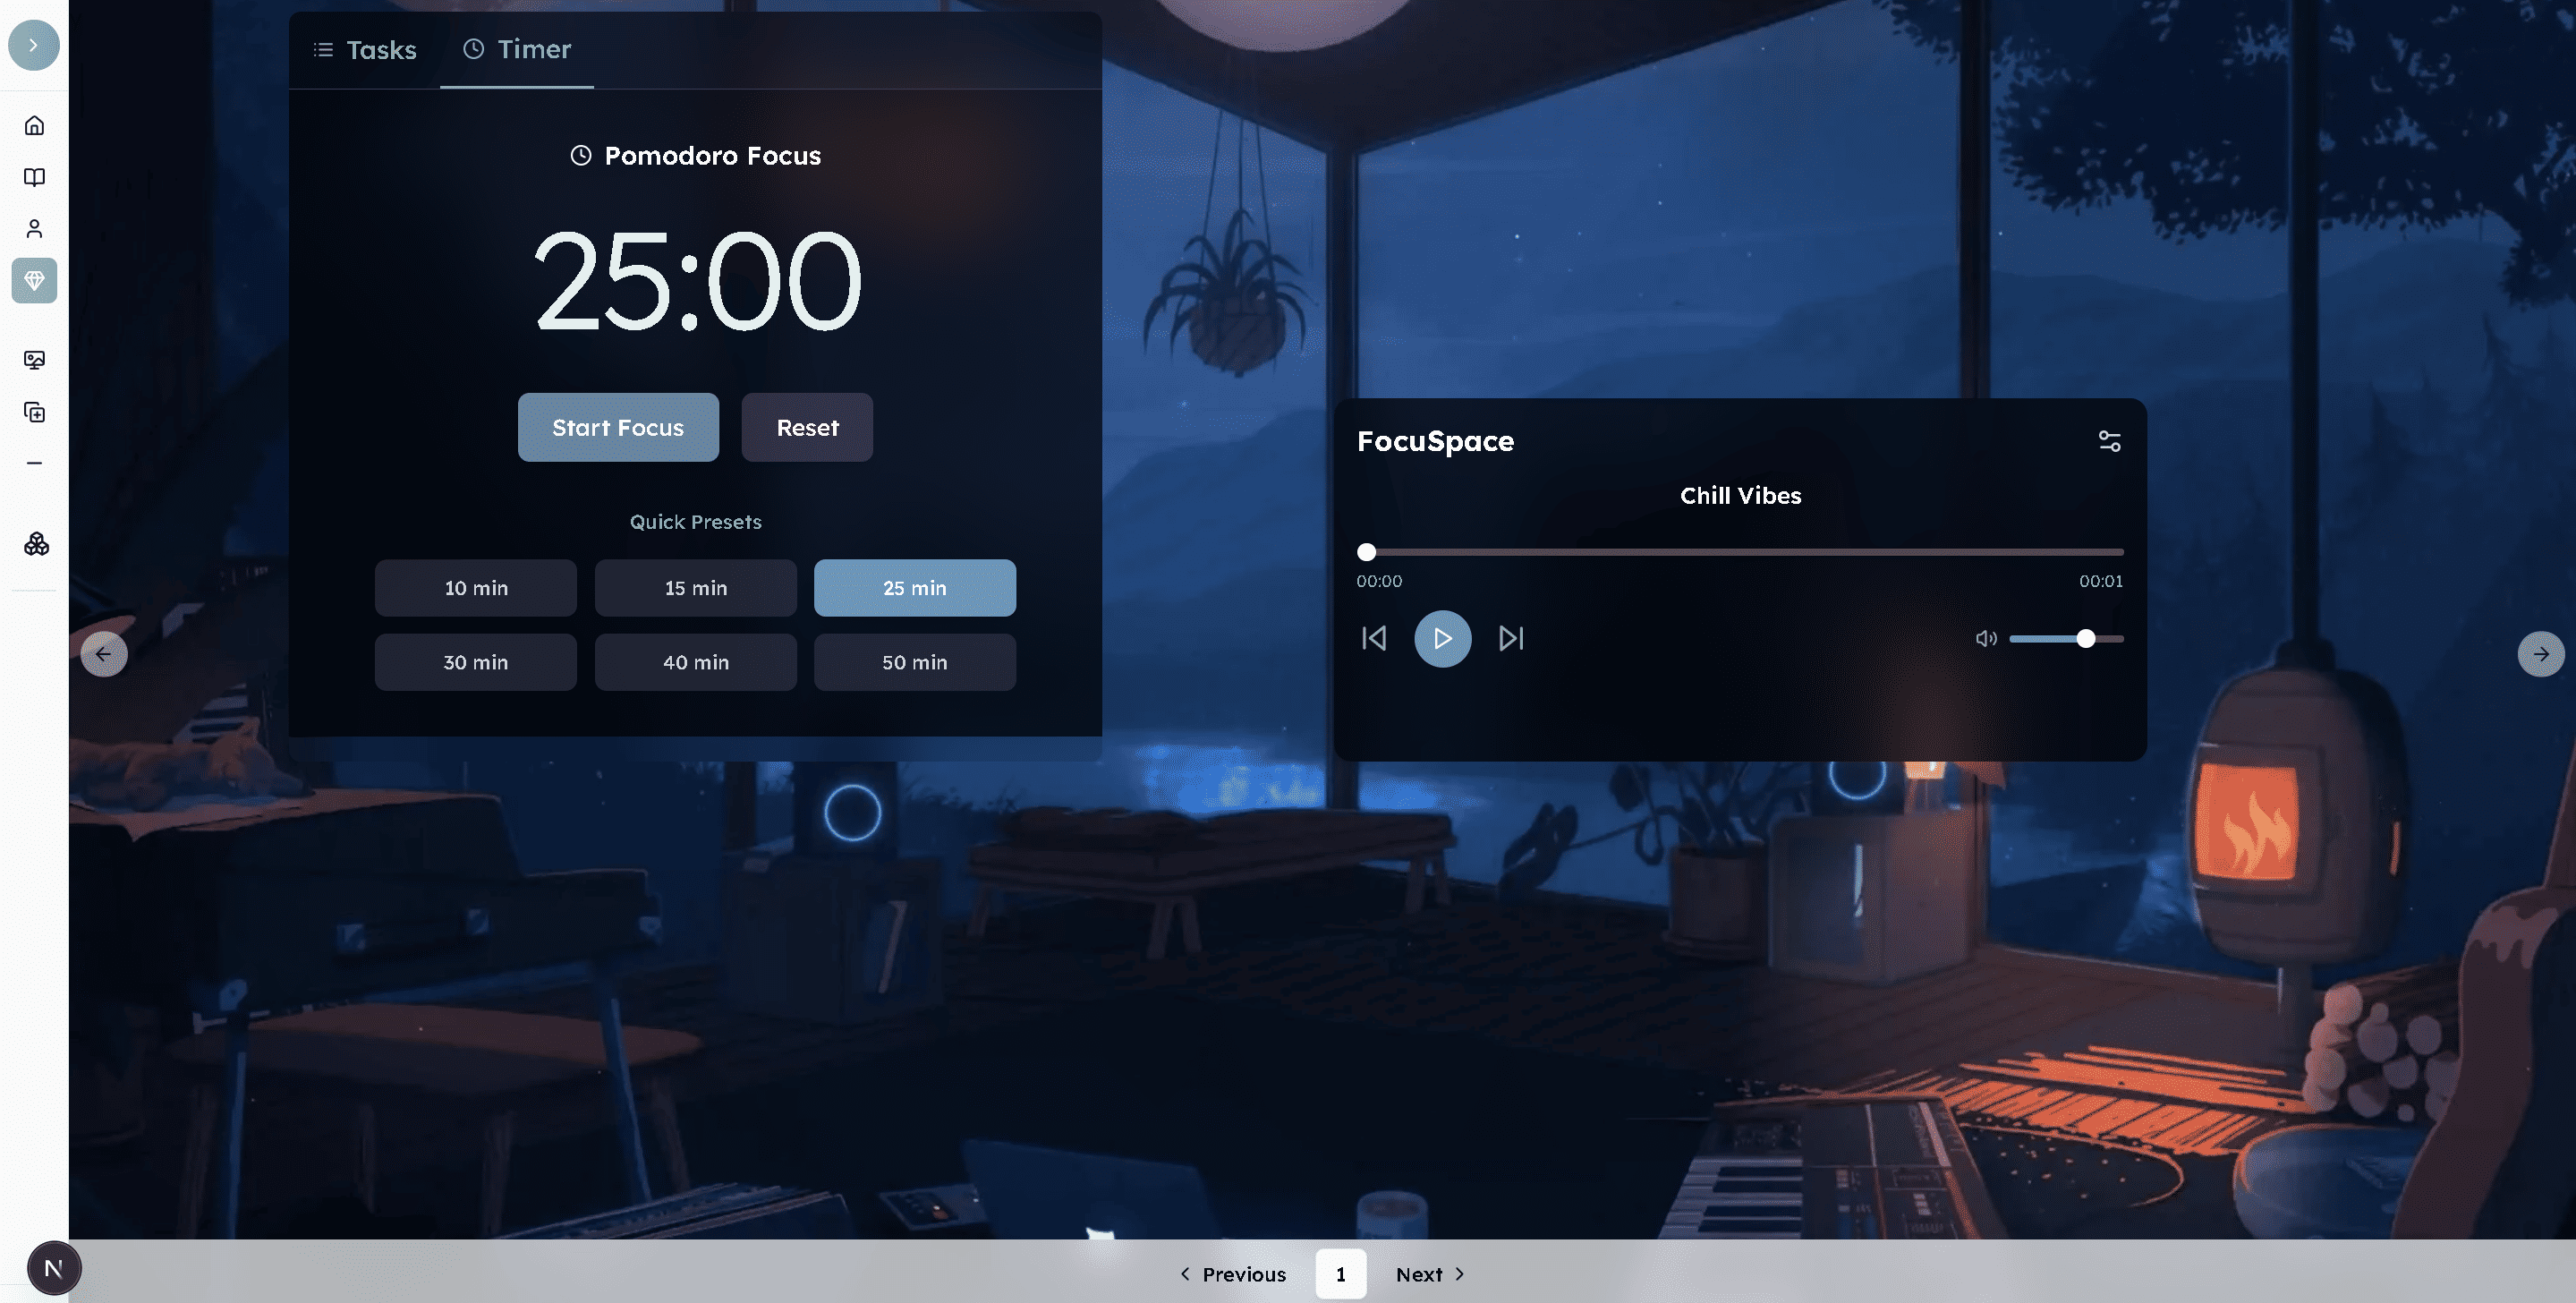 Tasks
Timer
Pomodoro Focus
25:00
Start Focus
Reset
Quick Presets
10 min
15 min
25 min
30 min
40 min
50 min
FocuSpace
Chill Vibes
00:00
00:01
N
Previous
1
Next